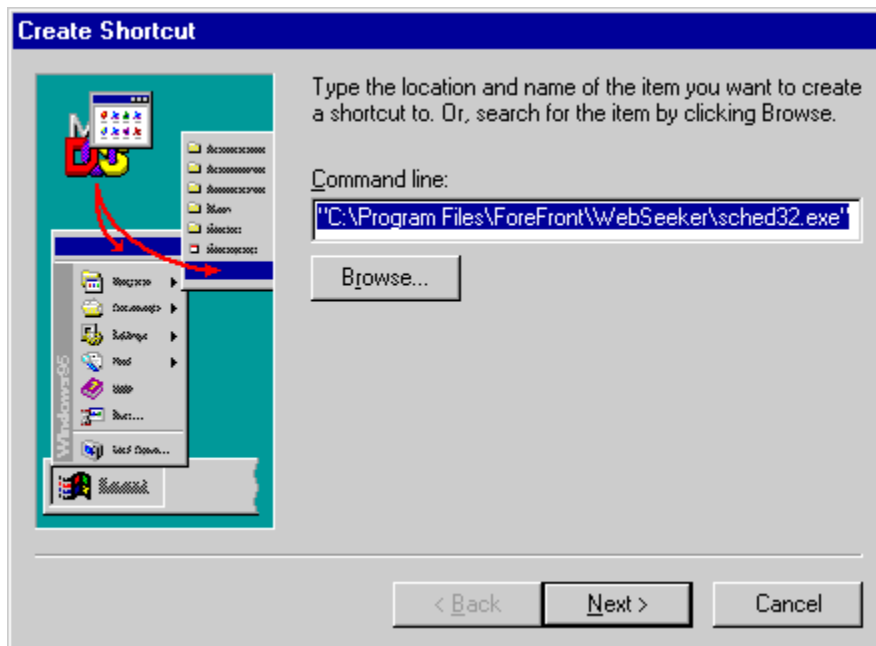 Create Shortcut
Type the location and name of the item you want to create
a shortcut to. Or, search for the item by clicking Browse.
Command line:
"C:\Program Files\ForeFront\WebSeeker\sched32.exe"
Browse...
Windows95
< Back
Next >
Cancel